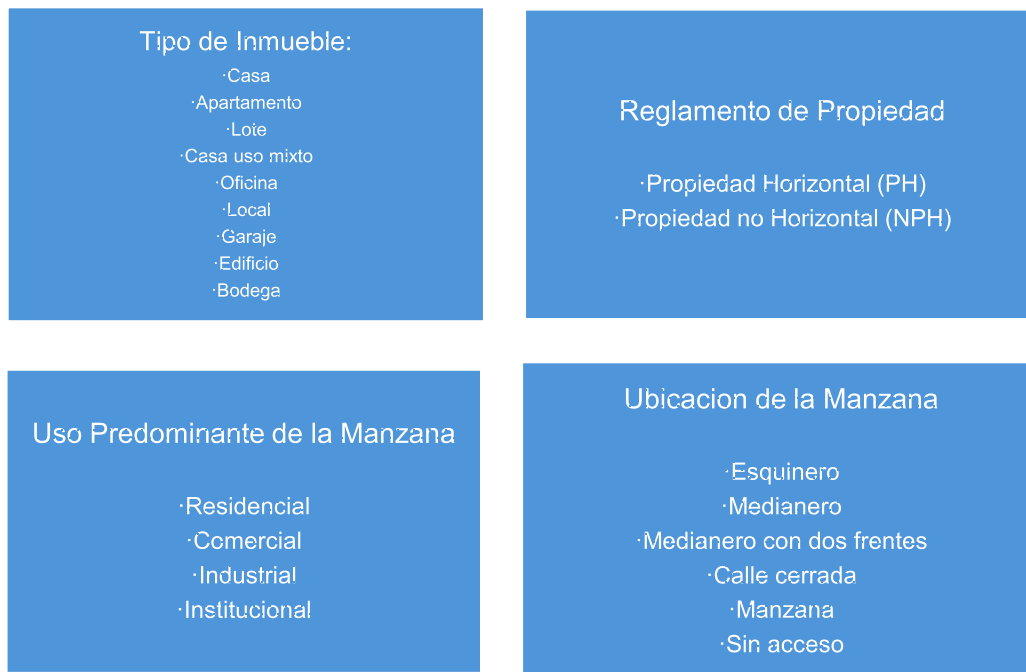 Tipo de Inmueble:
·Casa
·Apartamento
·Lote
·Casa uso mixto
·Oficina
·Local
·Garaje
·Edificio
·Bodega
Reglamento de Propiedad
·Propiedad Horizontal (PH)
·Propiedad no Horizontal (NPH)
Uso Predominante de la Manzana
·Residencial
·Comercial
·Industrial
·Institucional
Ubicacion de la Manzana
·Esquinero
·Medianero
·Medianero con dos frentes
·Calle cerrada
·Manzana
·Sin acceso